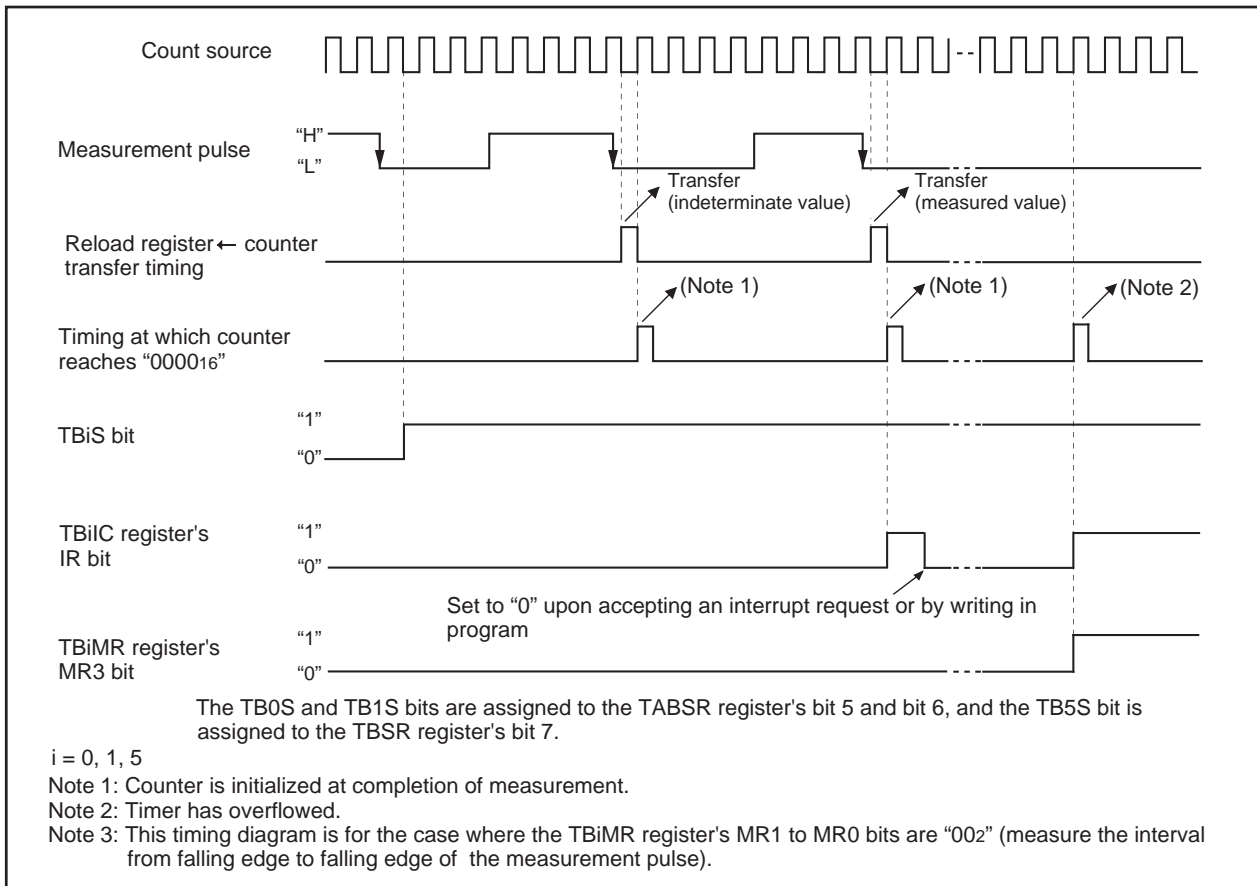 Count source
Measurement pulse
“H”
“L”
Transfer
(indeterminate value)
Transfer
(measured value)
Reload register ← counter
transfer timing
(Note 1)
(Note 1)
(Note 2)
Timing at which counter
reaches “000016”
TBiS bit
“1”
“0”
TBiIC register's
IR bit
“1”
“0”
Set to “0” upon accepting an interrupt request or by writing in
program
TBiMR register's
MR3 bit
“1”
“0”
The TB0S and TB1S bits are assigned to the TABSR register's bit 5 and bit 6, and the TB5S bit is
assigned to the TBSR register's bit 7.
i = 0, 1, 5
Note 1: Counter is initialized at completion of measurement.
Note 2: Timer has overflowed.
Note 3: This timing diagram is for the case where the TBiMR register's MR1 to MR0 bits are “002” (measure the interval
from falling edge to falling edge of the measurement pulse).